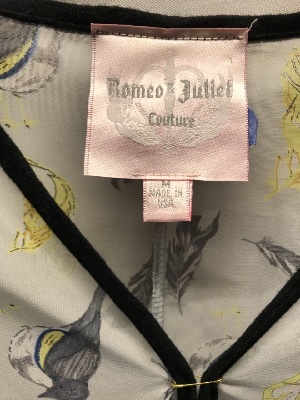 Romeo & Juliet
Couture
M
MADE IN
USA